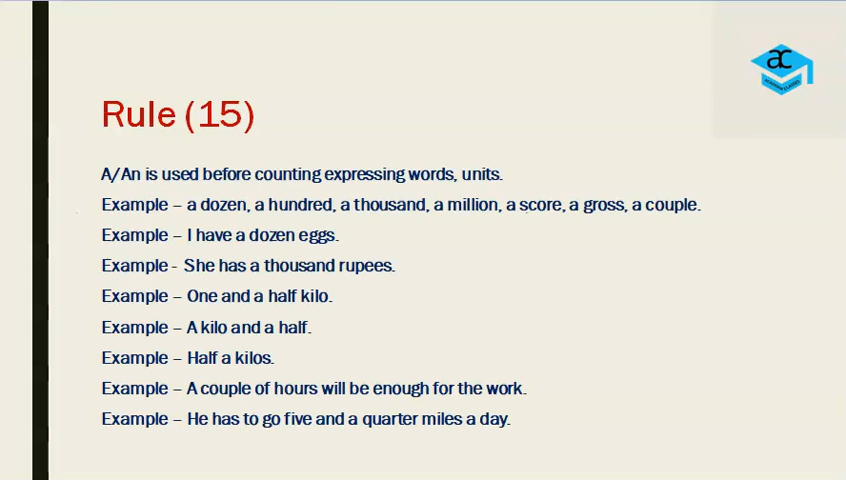 ac
Rule (15)
A/An is used before counting expressing words, units.
Example – a dozen, a hundred, a thousand, a million, a score, a gross, a couple.
Example – I have a dozen eggs.
Example - She has a thousand rupees.
Example – One and a half kilo.
Example – A kilo and a half.
Example – Half a kilos.
Example – A couple of hours will be enough for the work.
Example – He has to go five and a quarter miles a day.